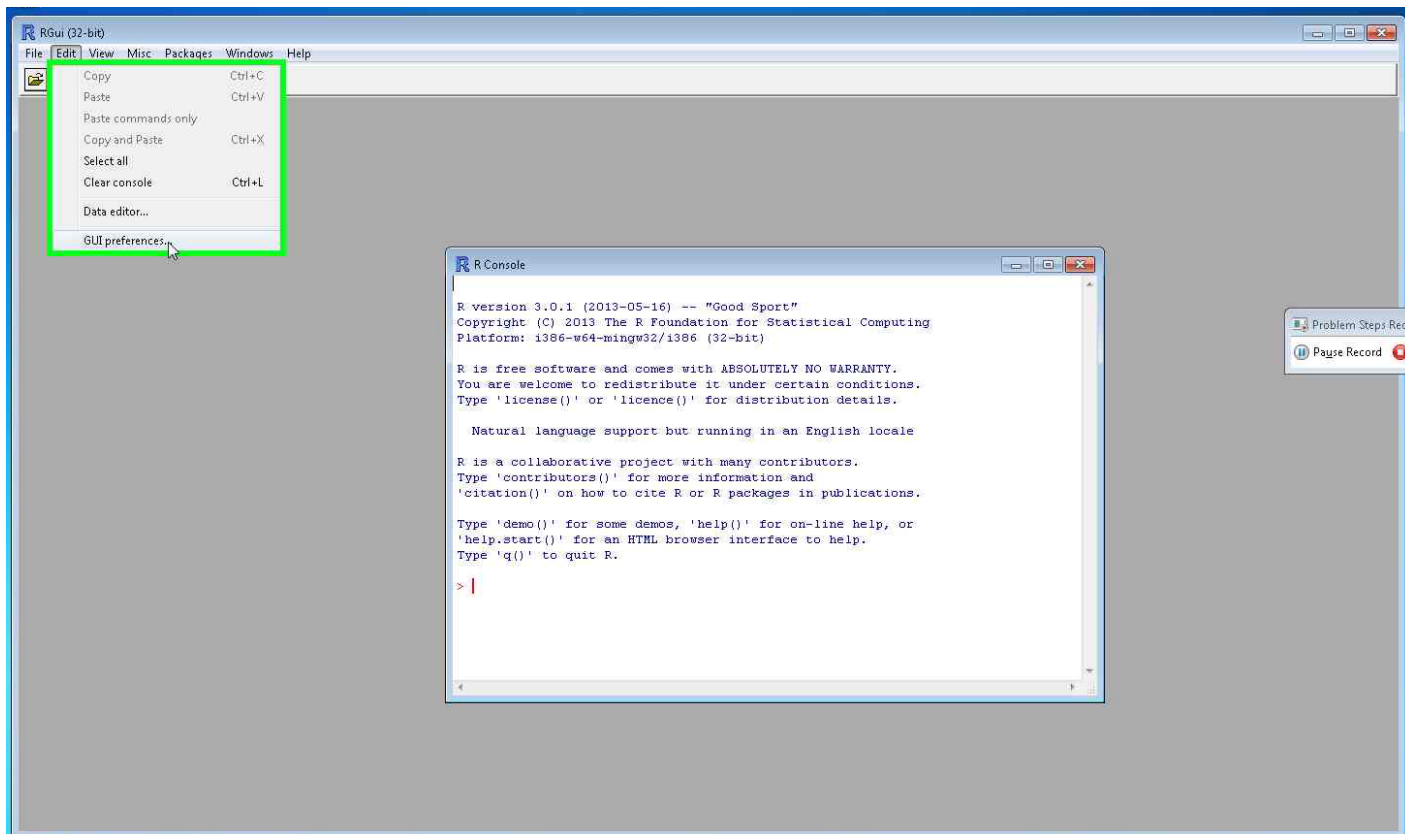 RGui (32-bit)
File Edit View Misc Packages Windows Help
Copy Ctrl+C
Paste Ctrl+V
Paste commands only
Copy and Paste Ctrl+X
Select all
Clear console Ctrl+L
Data editor...
GUI preferences...
R Console
R version 3.0.1 (2013-05-16) -- "Good Sport"
Copyright (C) 2013 The R Foundation for Statistical Computing
Platform: i386-w64-mingw32/i386 (32-bit)
R is free software and comes with ABSOLUTELY NO WARRANTY.
You are welcome to redistribute it under certain conditions.
Type 'license()' or 'licence()' for distribution details.
Natural language support but running in an English locale
R is a collaborative project with many contributors.
Type 'contributors()' for more information and
'citation()' on how to cite R or R packages in publications.
Type 'demo()' for some demos, 'help()' for on-line help, or
'help.start()' for an HTML browser interface to help.
Type 'q()' to quit R.
>
Problem Steps Rec
Pause Record